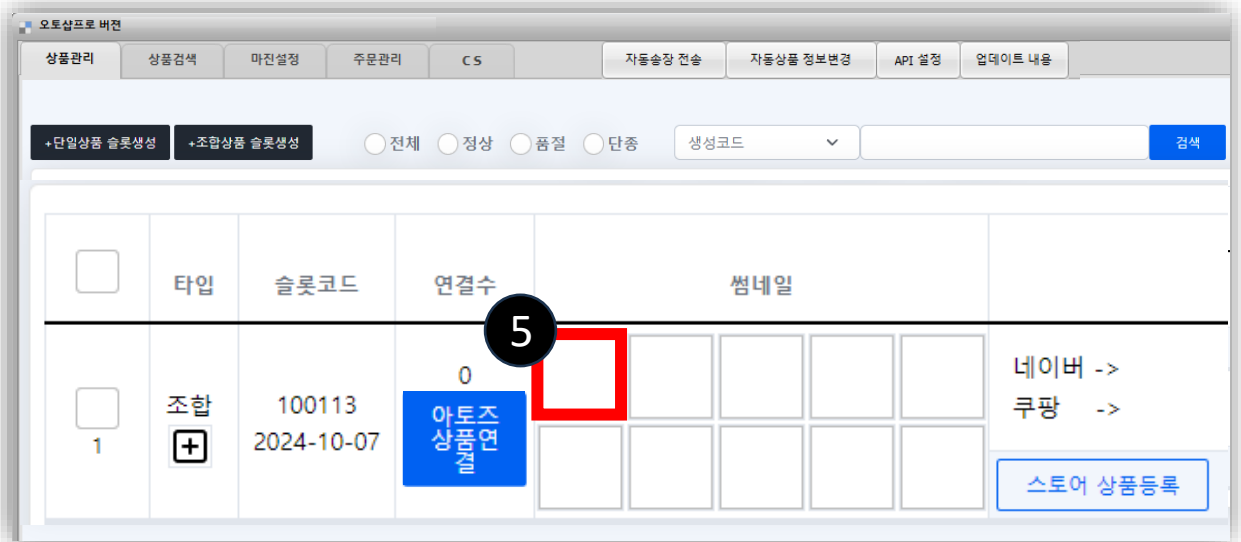 오토샵프로 버젼
상품관리 상품검색 마진설정 주문관리 CS 자동송장 전송 자동상품 정보변경 API 설정 업데이트 내용
+단일상품 슬롯생성 +조합상품 슬롯생성 전체 정상 품절 단종 생성코드 검색
타입 슬롯코드 연결수 썸네일
5
1
조합
100113
2024-10-07
0
아토즈
상품연
결
네이버 ->
쿠팡 ->
스토어 상품등록